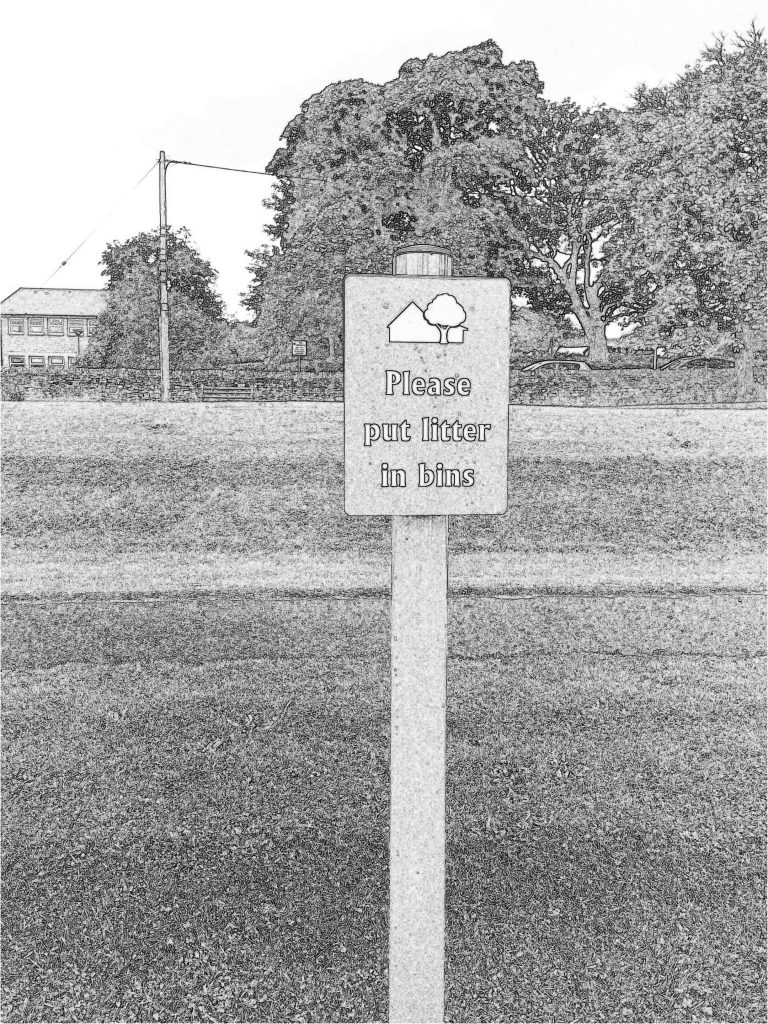 Please
put litter
in bins